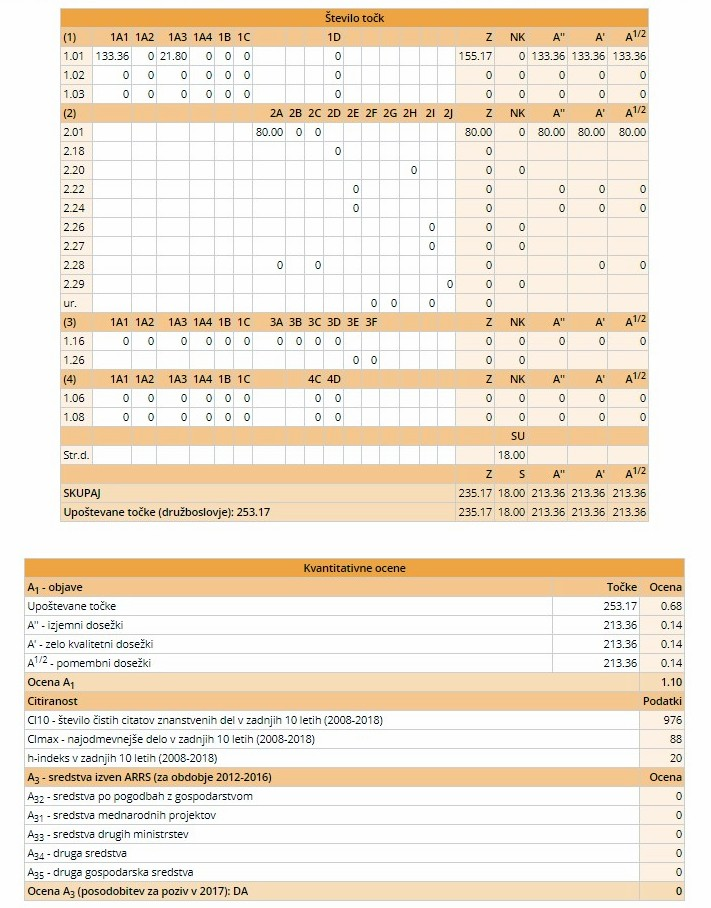 Število točk
(1) 1A1 1A2 1A3 1A4 1B 1C 1D Z NK A'' A' A1/2
1.01 133.36 0 21.80 0 0 0 0 155.17 0 133.36 133.36 133.36
1.02 0 0 0 0 0 0 0 0 0 0 0 0
1.03 0 0 0 0 0 0 0 0 0 0 0 0
(2) 2A 2B 2C 2D 2E 2F 2G 2H 2I 2J Z NK A'' A' A1/2
2.01 80.00 0 0 80.00 0 80.00 80.00 80.00
2.18 0 0
2.20 0 0 0
2.22 0 0 0 0 0
2.24 0 0 0 0 0
2.26 0 0 0
2.27 0 0 0
2.28 0 0 0 0 0
2.29 0 0 0
ur. 0 0 0 0
(3) 1A1 1A2 1A3 1A4 1B 1C 3A 3B 3C 3D 3E 3F Z NK A'' A' A1/2
1.16 0 0 0 0 0 0 0 0 0 0 0 0 0 0 0
1.26 0 0 0 0
(4) 1A1 1A2 1A3 1A4 1B 1C 4C 4D Z NK A'' A' A1/2
1.06 0 0 0 0 0 0 0 0 0 0 0 0 0
1.08 0 0 0 0 0 0 0 0 0 0 0 0 0
SU
Str.d. 18.00
Z S A'' A' A1/2
SKUPAJ 235.17 18.00 213.36 213.36 213.36
Upoštevane točke (družboslovje): 253.17 235.17 18.00 213.36 213.36 213.36
Kvantitativne ocene
A1 - objave Točke Ocena
Upoštevane točke 253.17 0.68
A'' - izjemni dosežki 213.36 0.14
A' - zelo kvalitetni dosežki 213.36 0.14
A1/2 - pomembni dosežki 213.36 0.14
Ocena A1 1.10
Citiranost Podatki
CI10 - število čistih citatov znanstvenih del v zadnjih 10 letih (2008-2018) 976
CImax - najodmevnejše delo v zadnjih 10 letih (2008-2018) 88
h-indeks v zadnjih 10 letih (2008-2018) 20
A3 - sredstva izven ARRS (za obdobje 2012-2016) Ocena
A32 - sredstva po pogodbah z gospodarstvom 0
A31 - sredstva mednarodnih projektov 0
A33 - sredstva drugih ministrstev 0
A34 - druga sredstva 0
A35 - druga gospodarska sredstva 0
Ocena A3 (posodobitev za poziv v 2017): DA 0